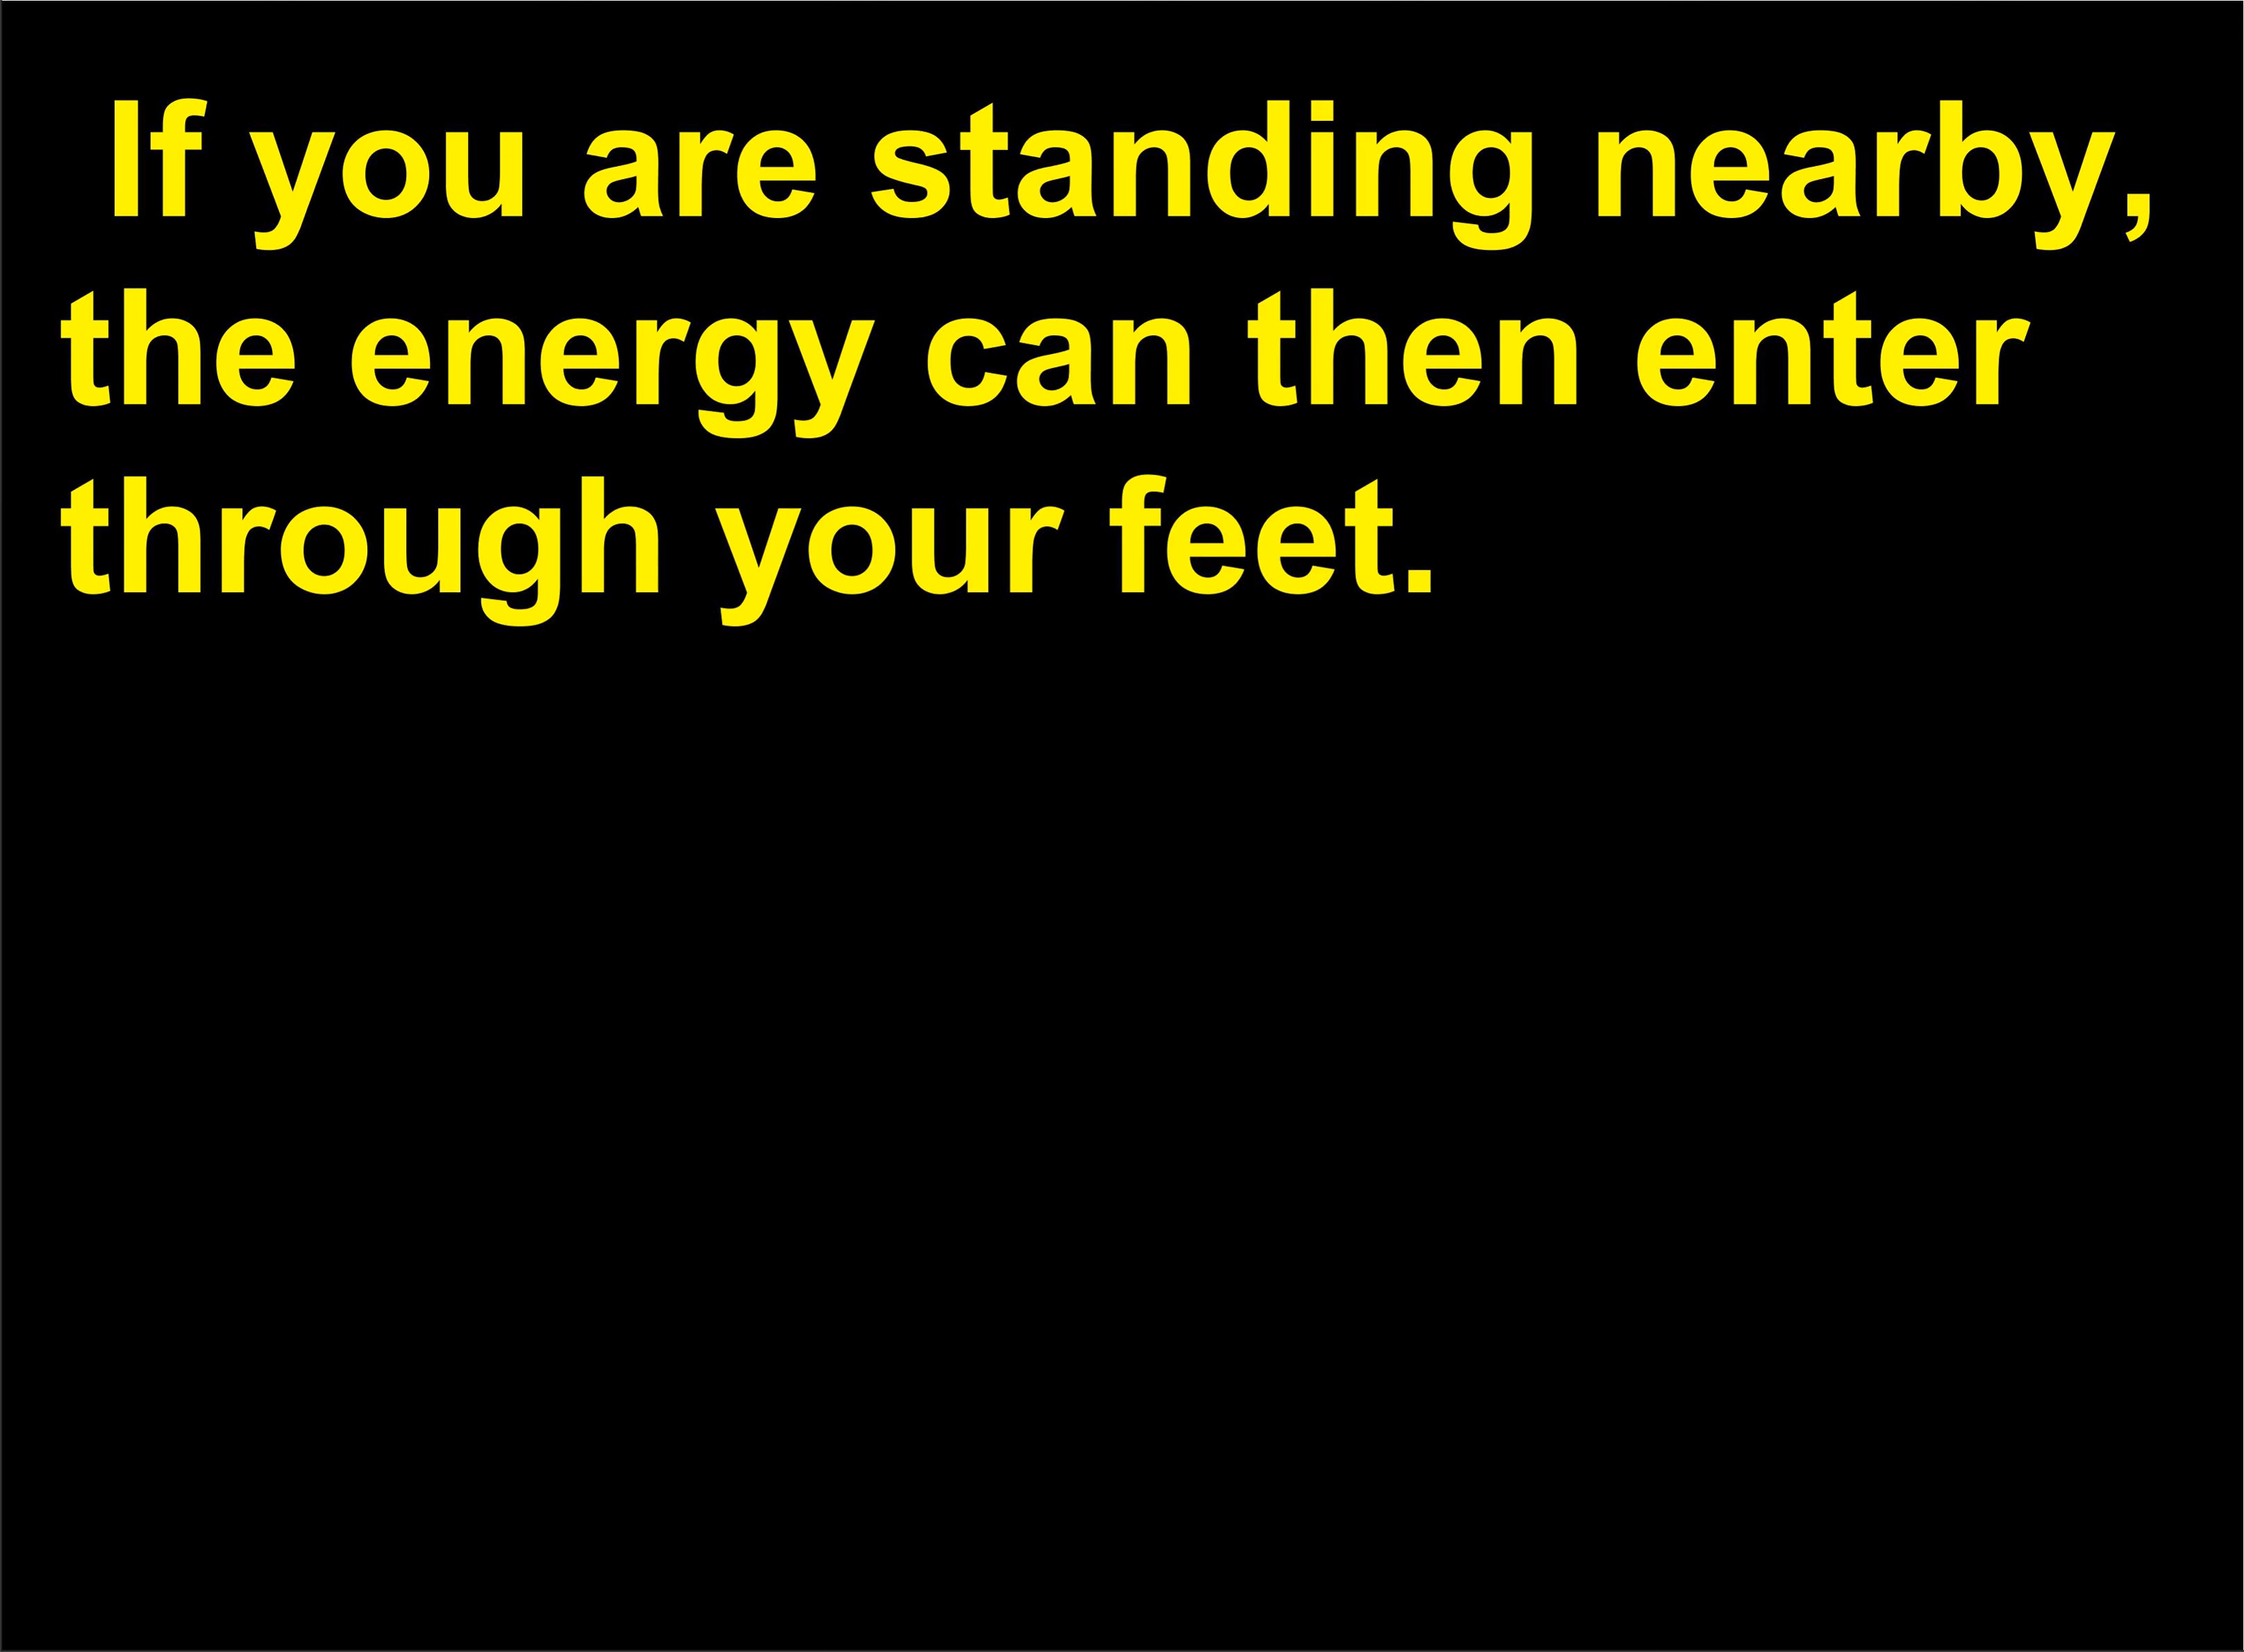 If you are standing nearby,
the energy can then enter
through your feet.